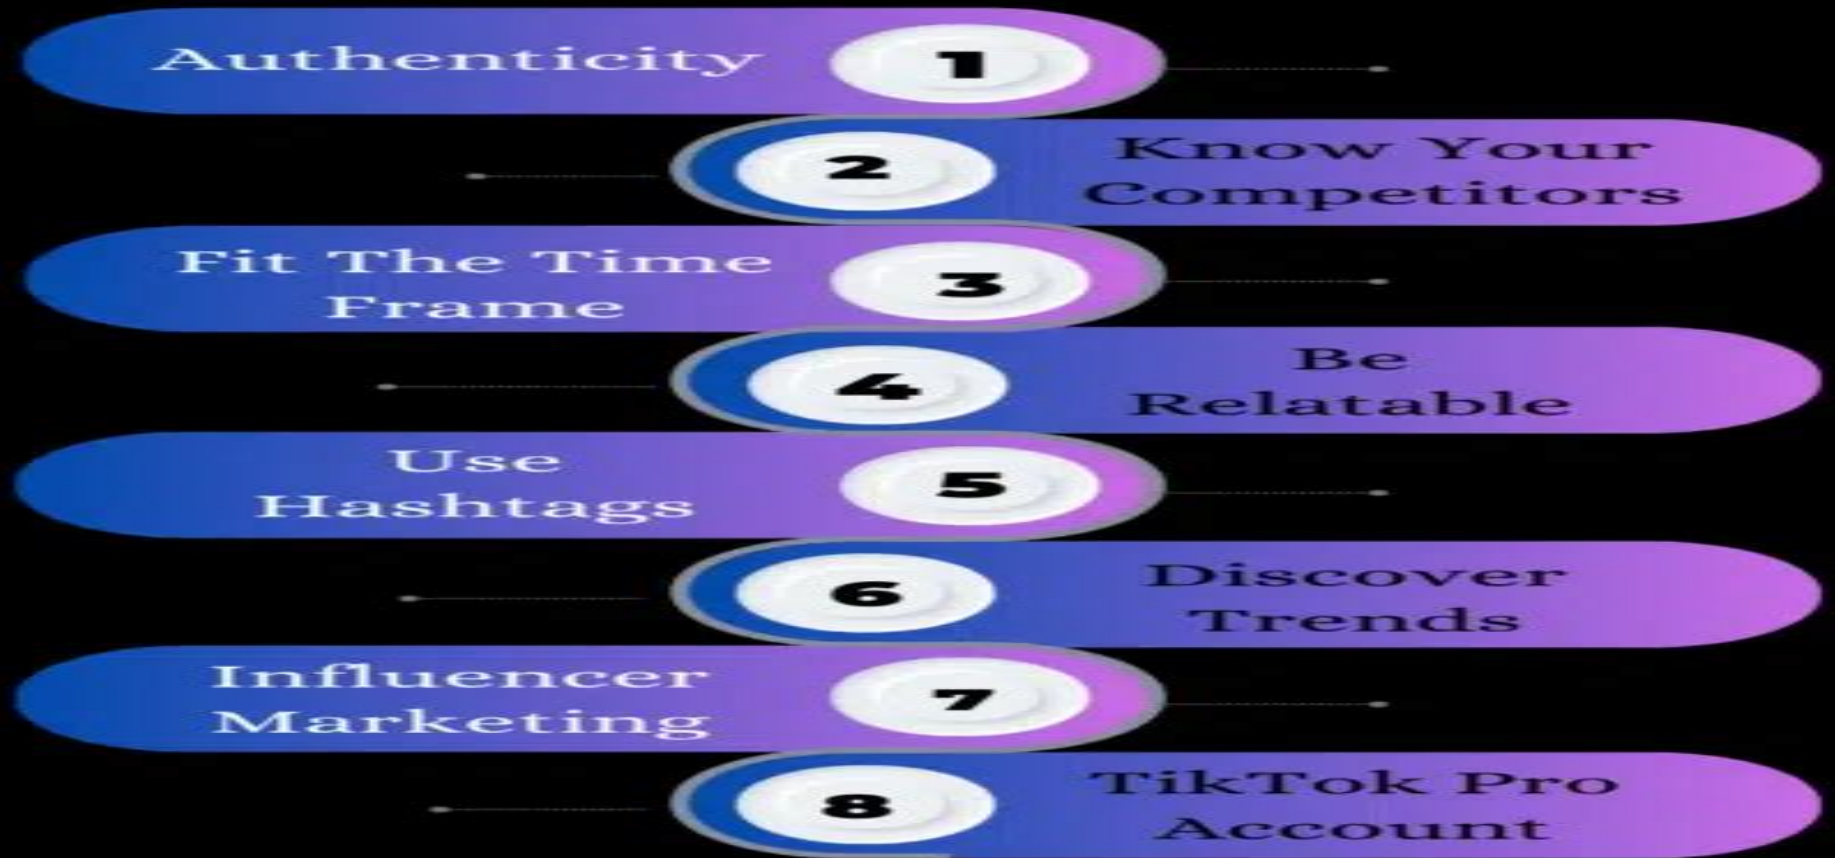 Authenticity
1
2
Know Your
Competitors
Fit The Time
Frame
3
4
Be
Relatable
Use
Hashtags
5
6
Discover
Trends
Influencer
Marketing
7
8
TikTok Pro
Account